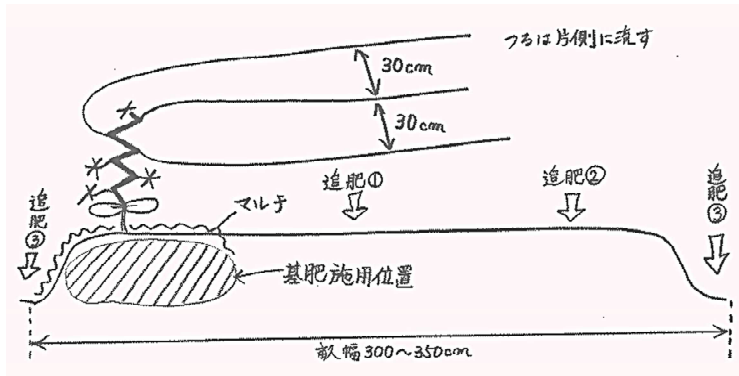 つるは片側に流す
30cm
30cm
追肥①
追肥②
追肥③
追肥③
マルチ
基肥施用位置
畝幅300〜350cm